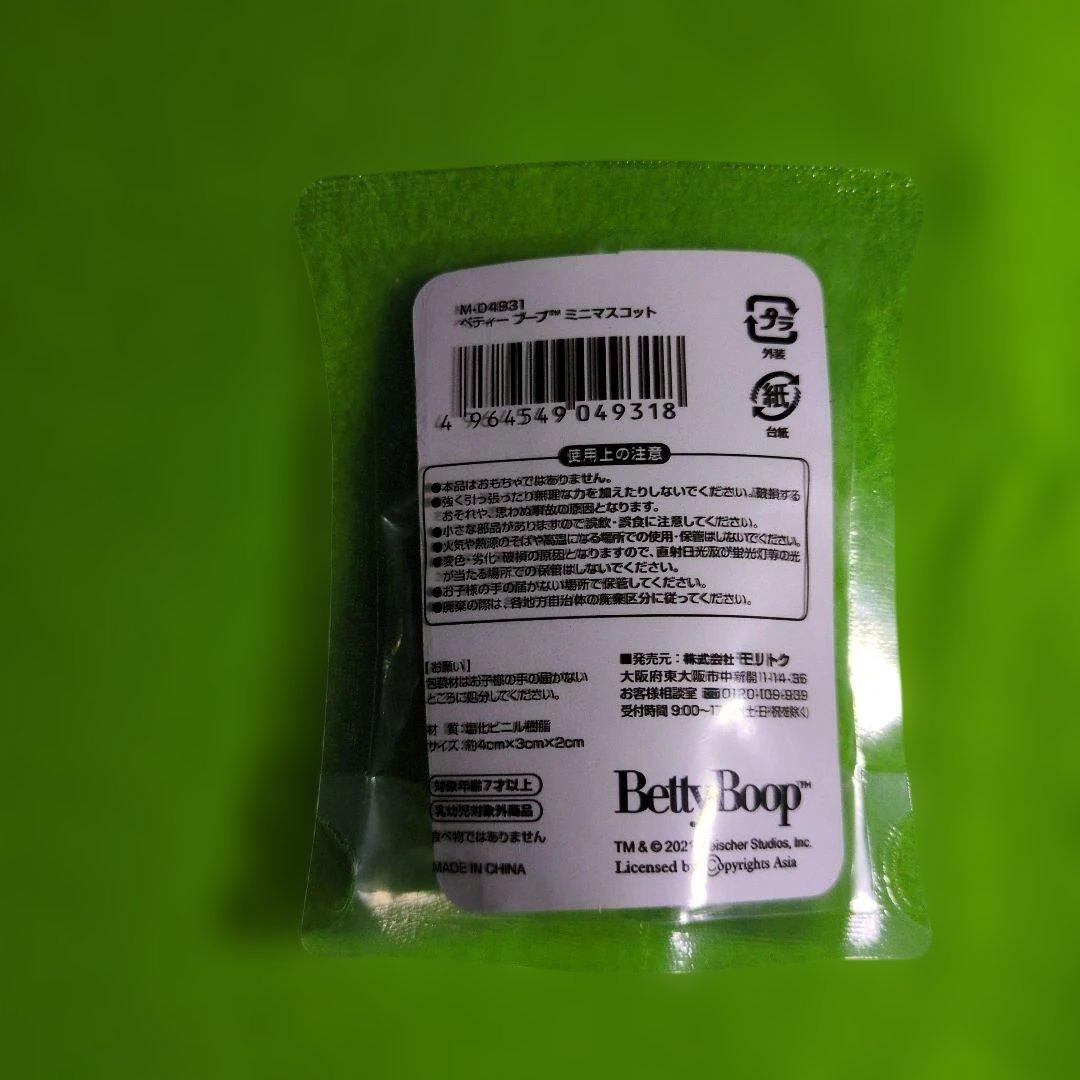 M-D4931
ベティー ブープ™ ミニマスコット
プラ
外装
4 964549 049318
紙
台紙
使用上の注意
●本品はおもちゃではありません。
●強く引っ張ったり無理な力を加えたりしないでください。破損する
おそれや、思わぬ事故の原因となります。
●小さな部品がありますので誤飲・誤食に注意してください。
●火気や熱源のそばや高温になる場所での使用・保管はしないでください。
●変色・劣化・破損の原因となりますので、直射日光及び蛍光灯等の光
が当たる場所での保管はしないでください。
●お子様の手の届かない場所で保管してください。
●廃棄の際は、各地方自治体の廃棄区分に従ってください。
【お願い】
包装材はお子様の手の届かない
ところに処分してください。
材 質:塩化ビニル樹脂
サイズ:約4cm×3cm×2cm
対象年齢7才以上
乳幼児対象外商品
食べ物ではありません
MADE IN CHINA
■発売元:株式会社 モリトク
大阪府東大阪市中新開11-14-36
お客様相談室 0120-109-939
受付時間 9:00～ 土・日・祝を除く)
Betty Boop™
TM & © Fleischer Studios, Inc.
Licensed by Copyrights Asia